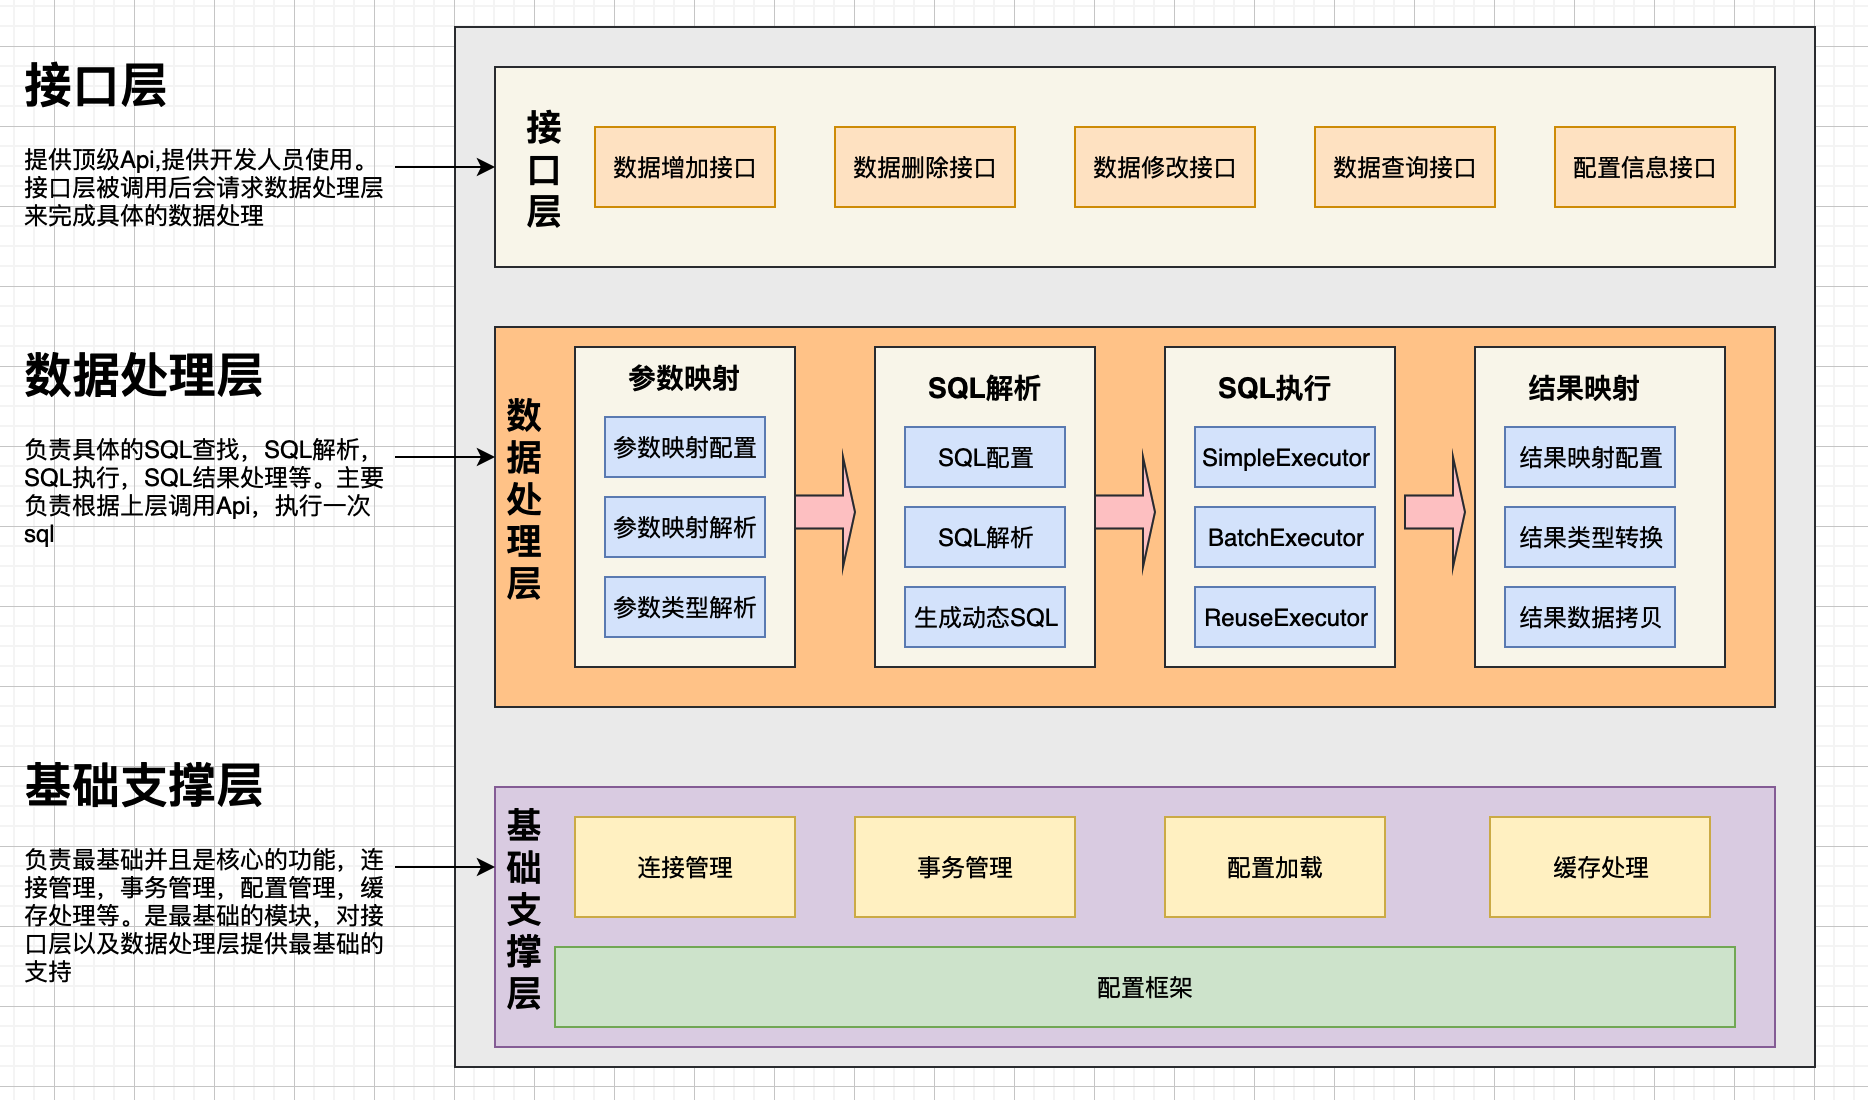 接口层
提供顶级Api,提供开发人员使用。
接口层被调用后会请求数据处理层
来完成具体的数据处理
接
口
层
数据增加接口
数据删除接口
数据修改接口
数据查询接口
配置信息接口
数据处理层
负责具体的SQL查找，SQL解析，
SQL执行，SQL结果处理等。主要
负责根据上层调用Api，执行一次
sql
数
据
处
理
层
参数映射
参数映射配置
参数映射解析
参数类型解析
SQL解析
SQL配置
SQL解析
生成动态SQL
SQL执行
SimpleExecutor
BatchExecutor
ReuseExecutor
结果映射
结果映射配置
结果类型转换
结果数据拷贝
基础支撑层
负责最基础并且是核心的功能，连
接管理，事务管理，配置管理，缓
存处理等。是最基础的模块，对接
口层以及数据处理层提供最基础的
支持
基
础
支
撑
层
连接管理
事务管理
配置加载
缓存处理
配置框架